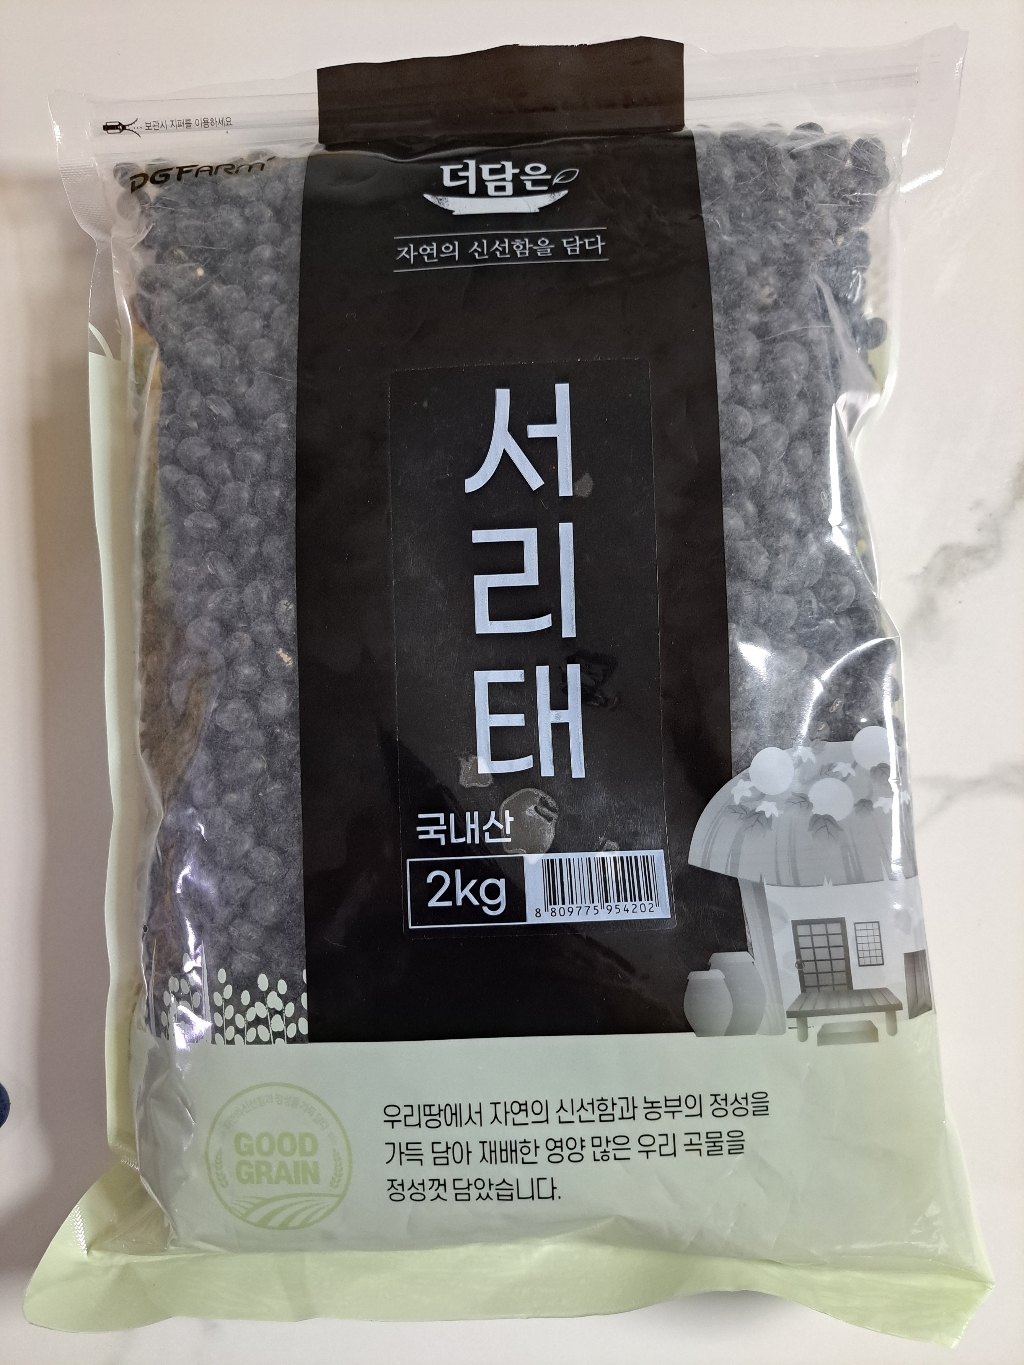 보관시 지퍼를 이용하세요
DGFARM
더담은
자연의 신선함을 담다
서
리
태
국내산
2kg
8 809775 954202
GOOD
GRAIN
우리땅에서 자연의 신선함과 농부의 정성을
가득 담아 재배한 영양 많은 우리 곡물을
정성껏 담았습니다.